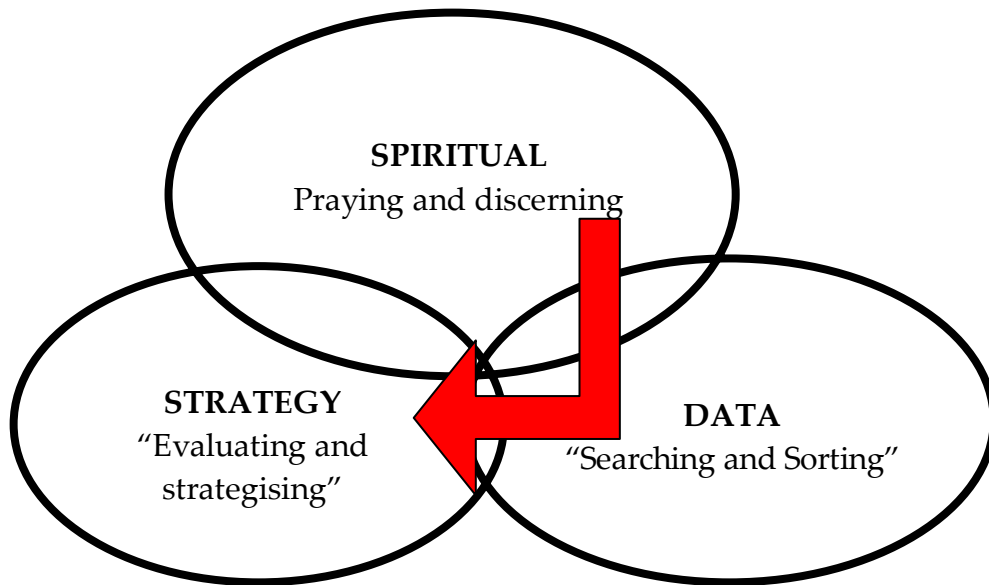 SPIRITUAL
Praying and discerning
STRATEGY
“Evaluating and
strategising”
DATA
“Searching and Sorting”